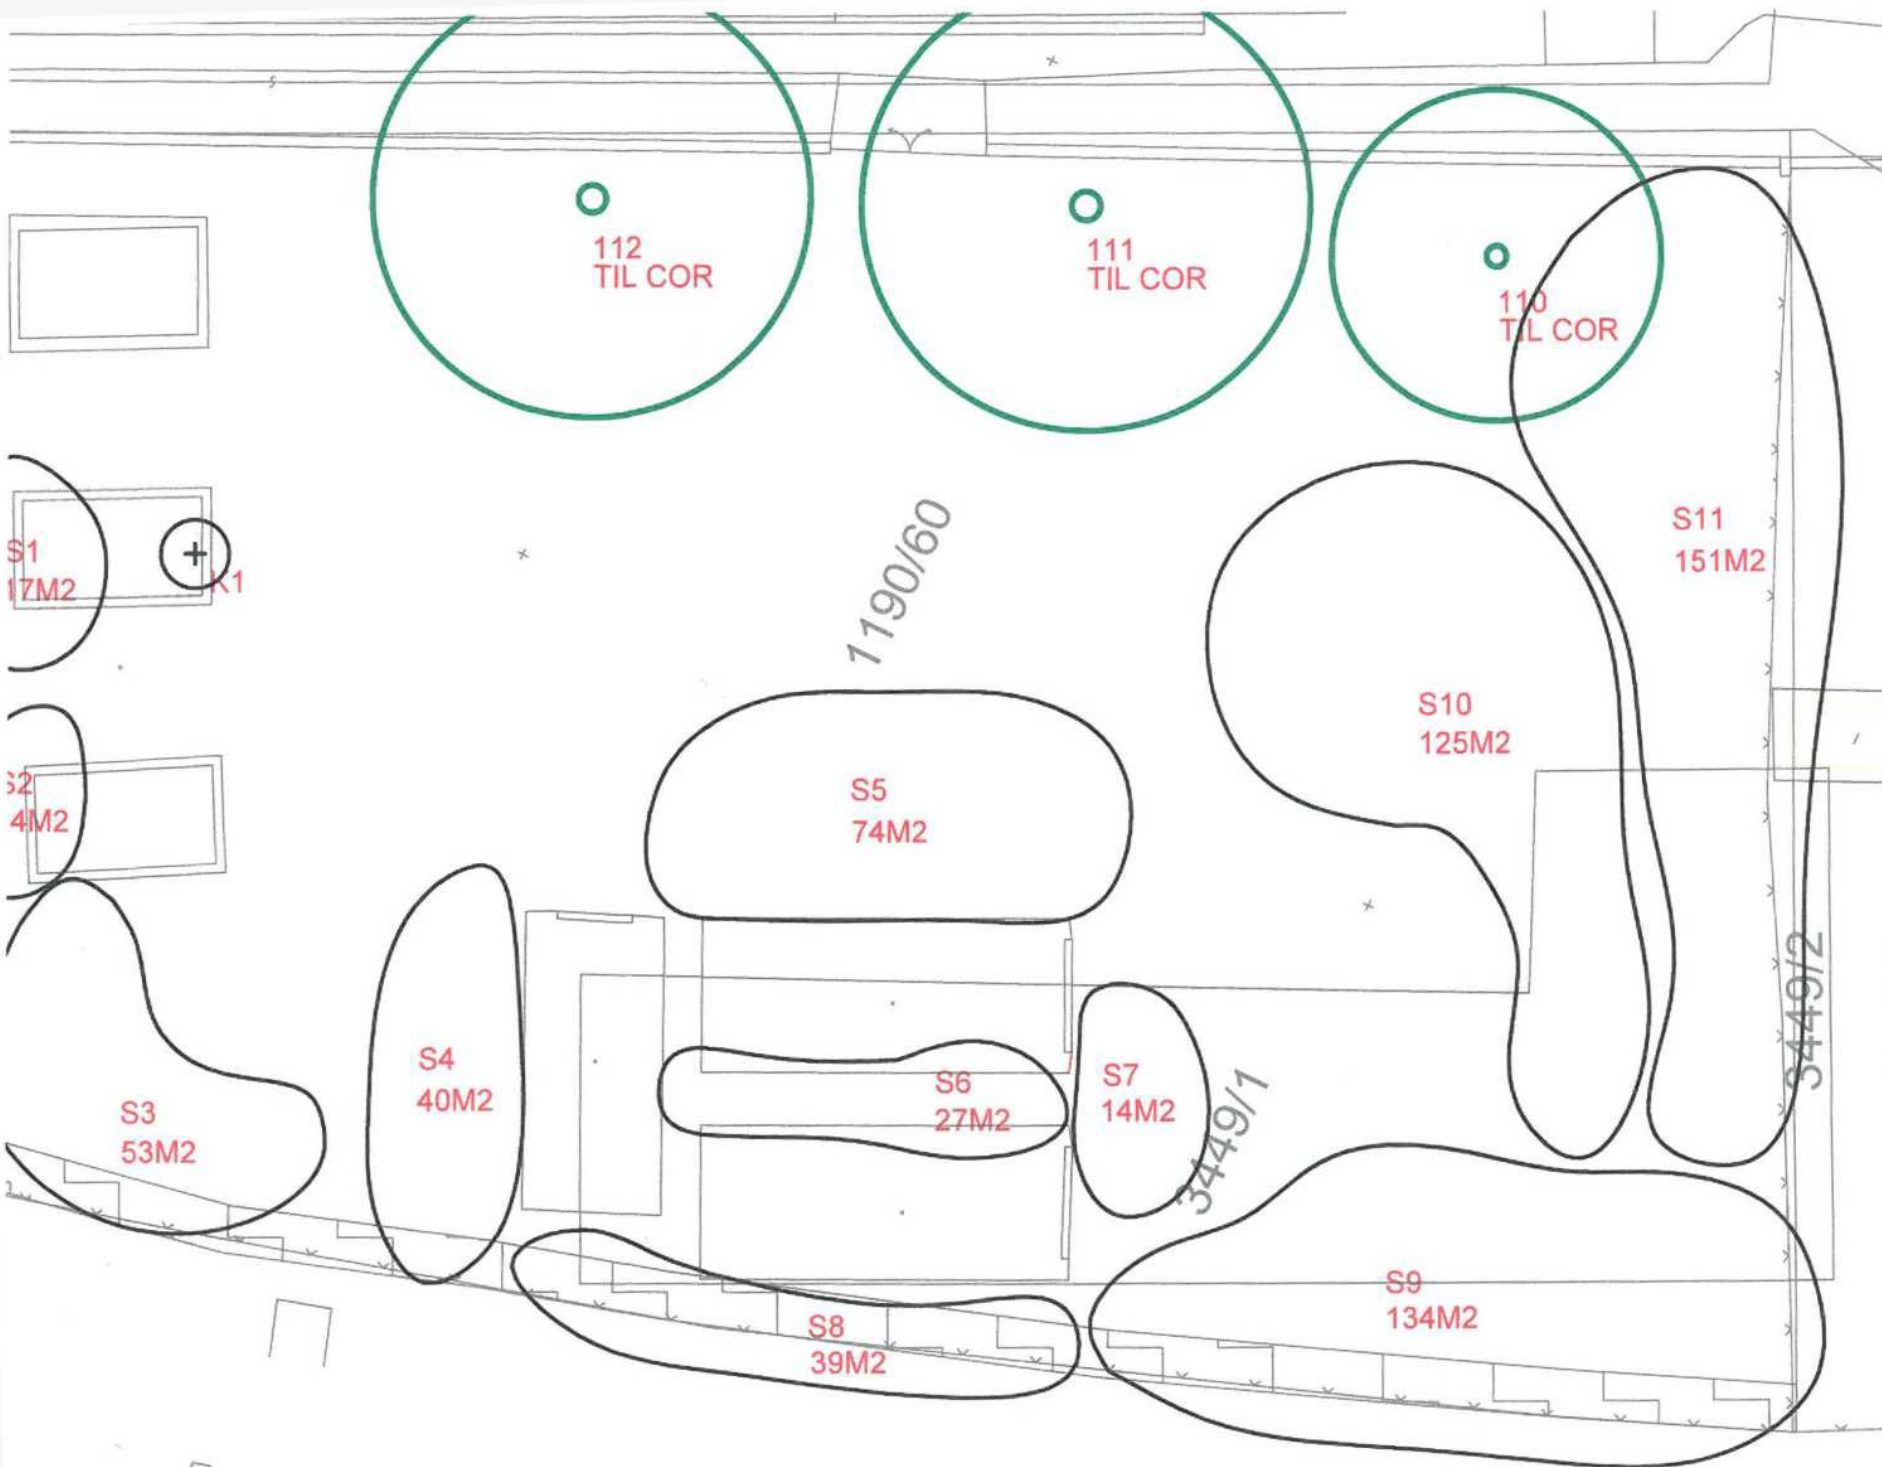 112
TIL COR
111
TIL COR
110
TIL COR
S1
17M2
K1
1190/60
S11
151M2
S10
125M2
S2
4M2
S5
74M2
S3
53M2
S4
40M2
S6
27M2
S7
14M2
3449/1
3449/2
S8
39M2
S9
134M2